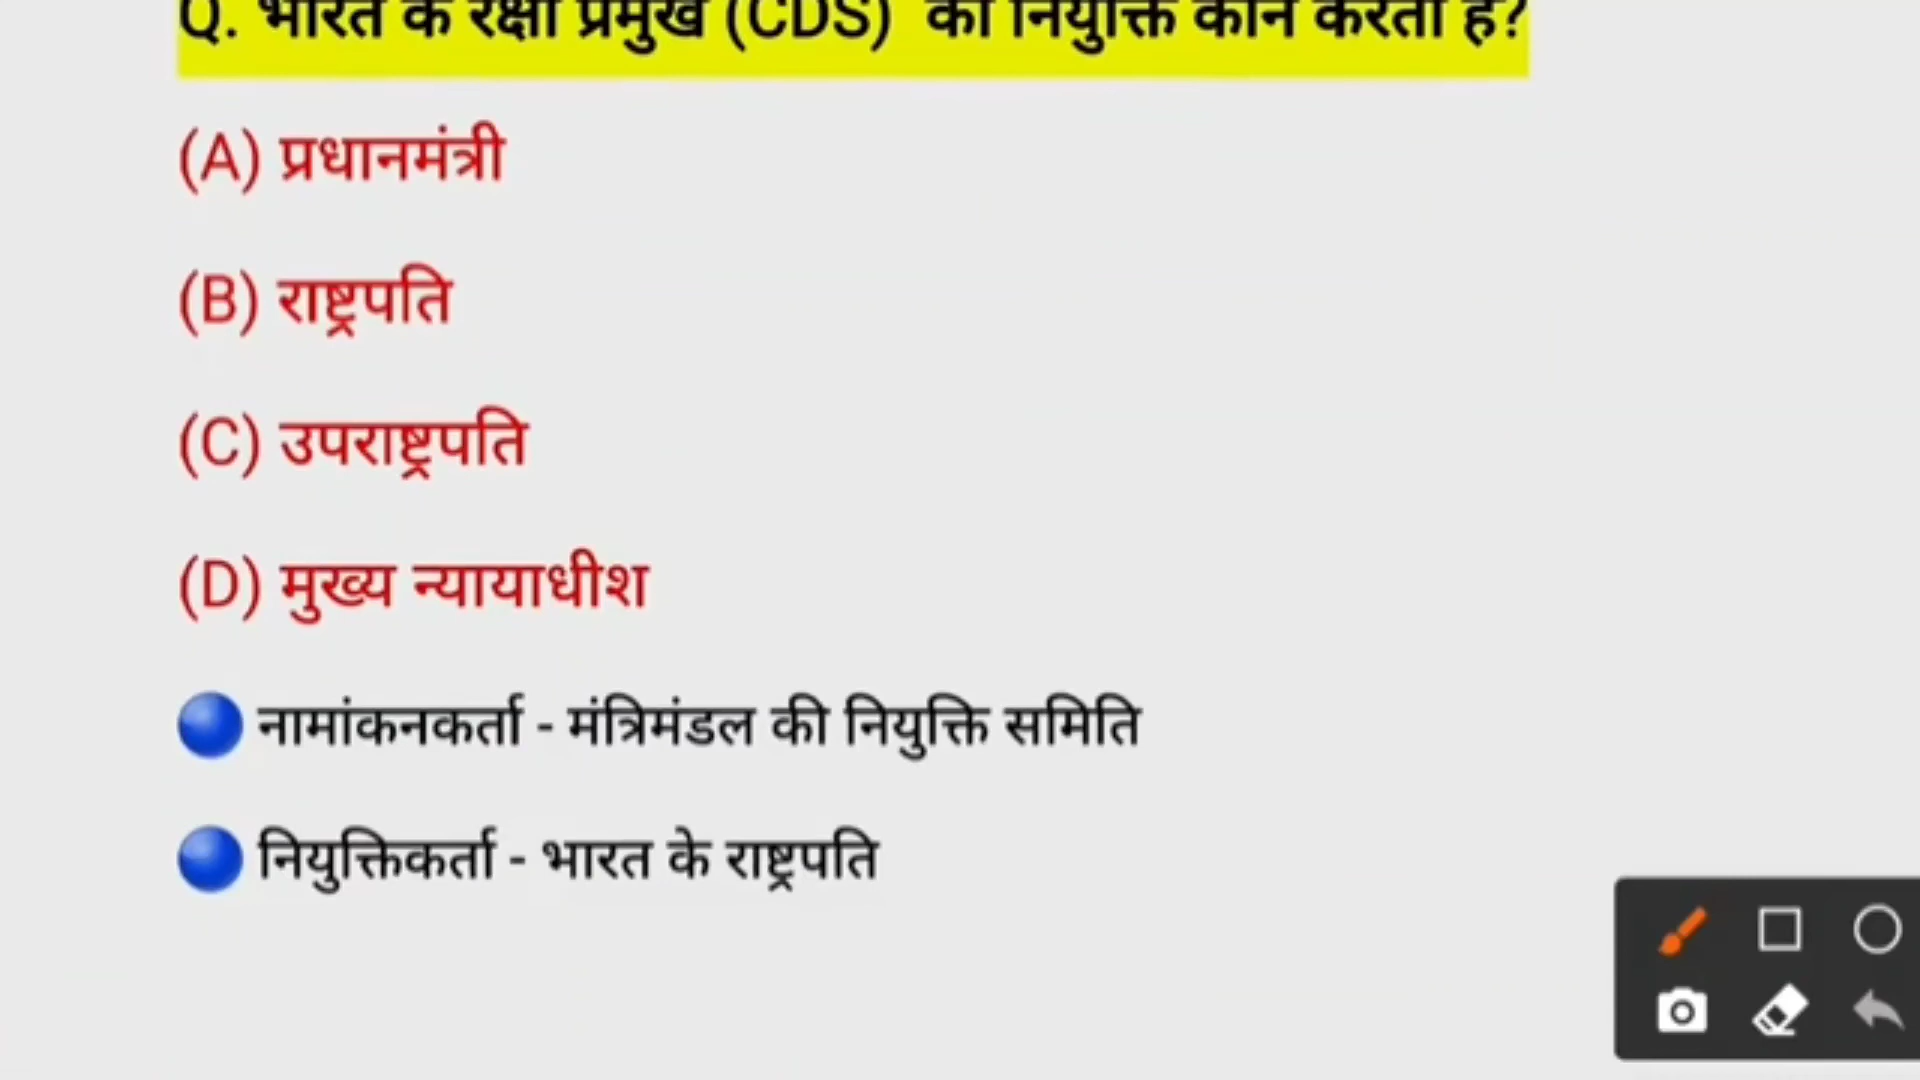 Q. भारत के रक्षा प्रमुख (CDS) की नियुक्ति कौन करता है?
(A) प्रधानमंत्री
(B) राष्ट्रपति
(C) उपराष्ट्रपति
(D) मुख्य न्यायाधीश
नामांकनकर्ता - मंत्रिमंडल की नियुक्ति समिति
नियुक्तिकर्ता - भारत के राष्ट्रपति